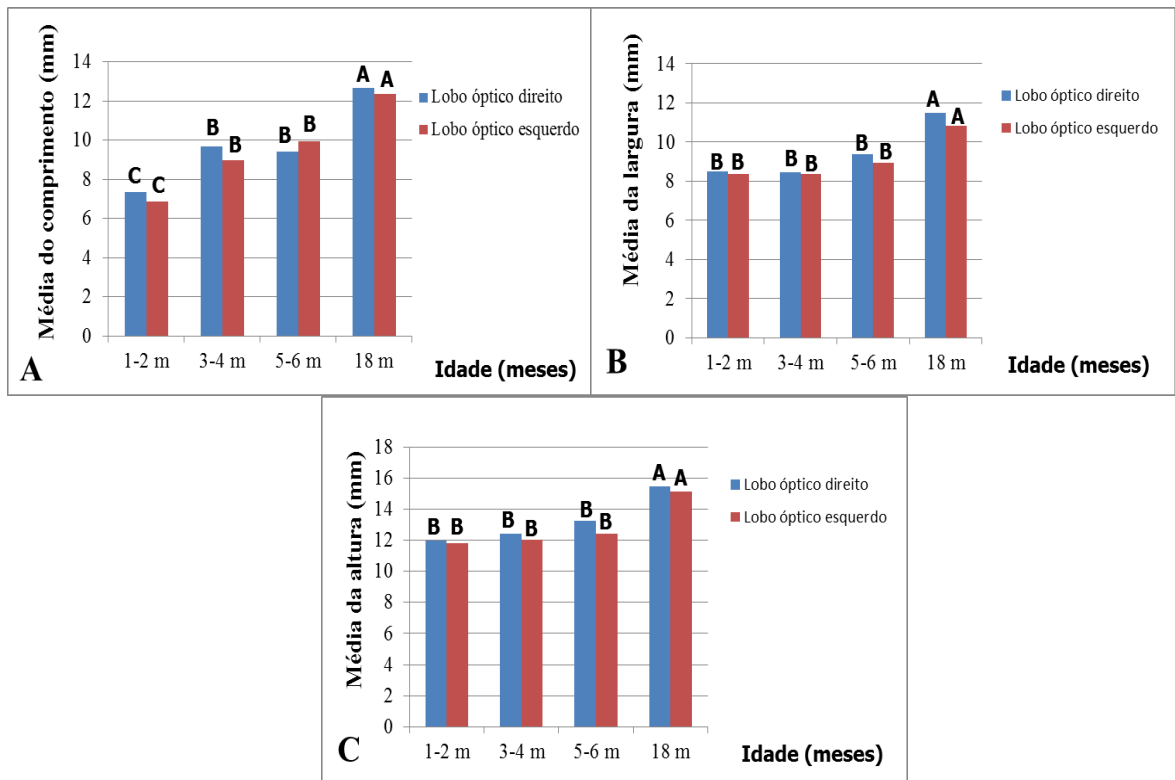 Média do comprimento (mm)
14
12
10
8
6
4
2
0
C C
B B
B B
A A
1-2 m 3-4 m 5-6 m 18 m
Idade (meses)
Lobo óptico direito
Lobo óptico esquerdo
A
Média da largura (mm)
14
12
10
8
6
4
2
0
B B
B B
B B
A A
1-2 m 3-4 m 5-6 m 18 m
Idade (meses)
Lobo óptico direito
Lobo óptico esquerdo
B
Média da altura (mm)
18
16
14
12
10
8
6
4
2
0
B B
B B
B B
A A
1-2 m 3-4 m 5-6 m 18 m
Idade (meses)
Lobo óptico direito
Lobo óptico esquerdo
C